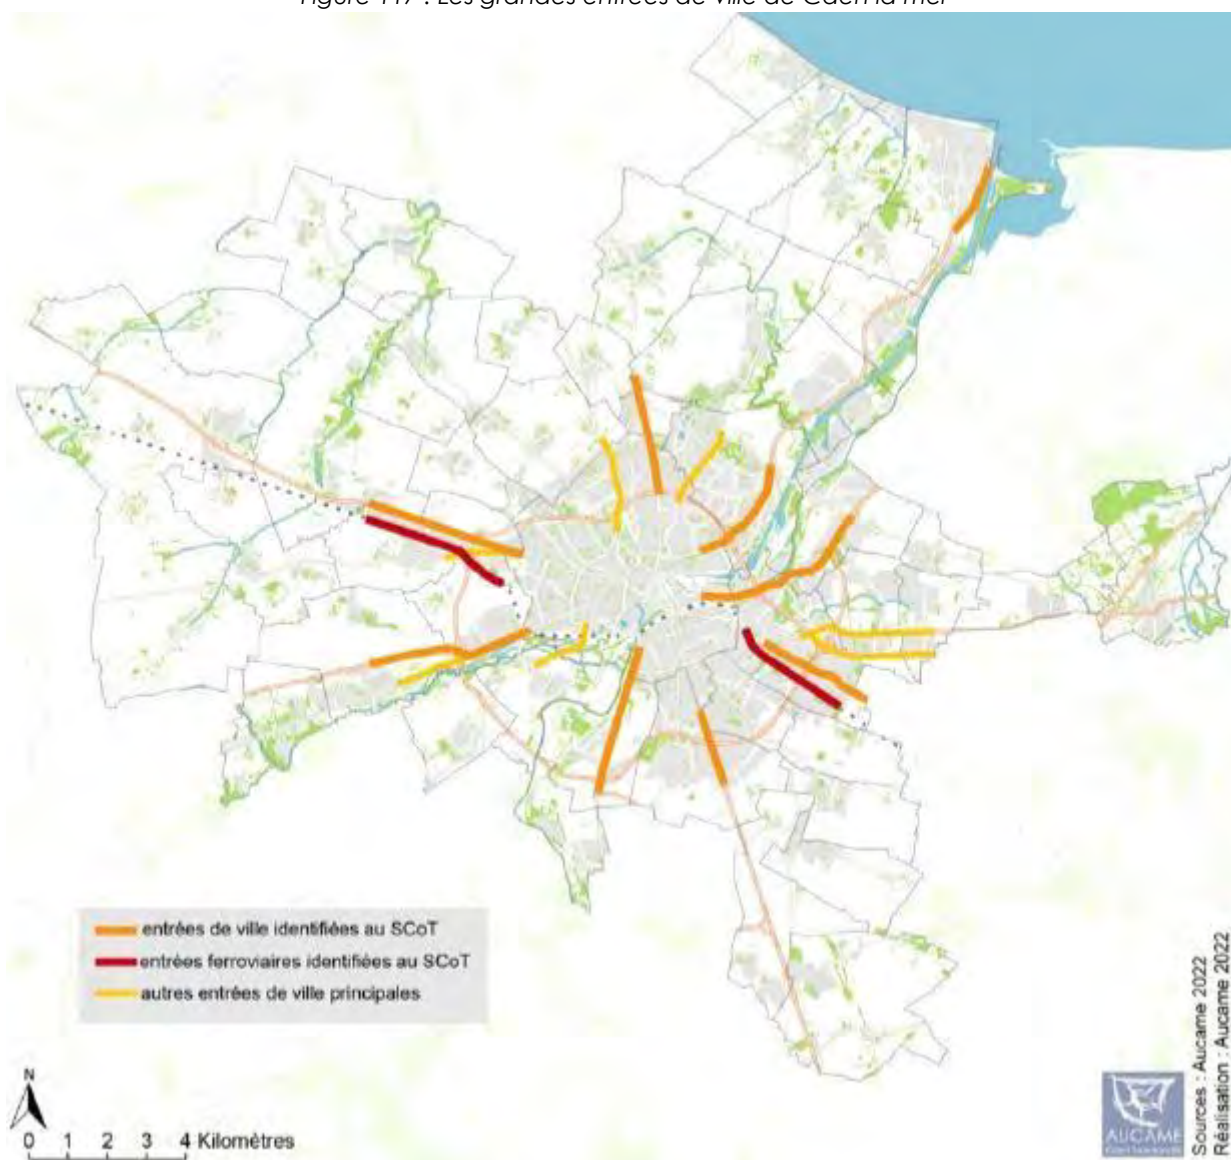 Figure 117 : Les grandes entrées de ville de Caen la mer
entrées de ville identifiées au SCoT
entrées ferroviaires identifiées au SCoT
autres entrées de ville principales
N
0 1 2 3 4 Kilomètres
AUCAME
Sources : Aucame 2022
Réalisation : Aucame 2022